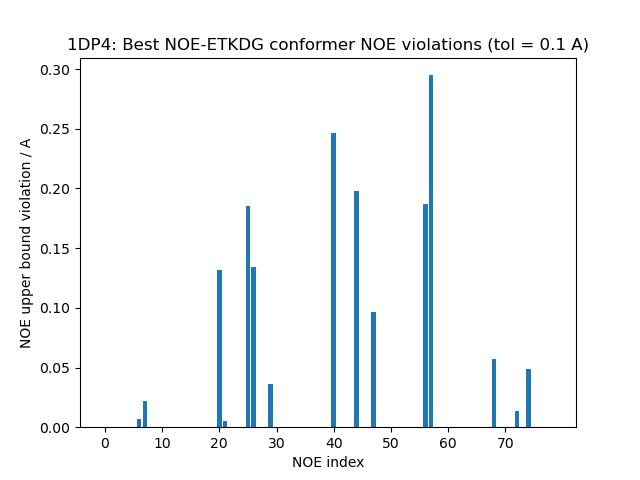 1DP4: Best NOE-ETKDG conformer NOE violations (tol = 0.1 A)
0.30
0.25
0.20
0.15
0.10
0.05
0.00
NOE upper bound violation / A
0 10 20 30 40 50 60 70
NOE index